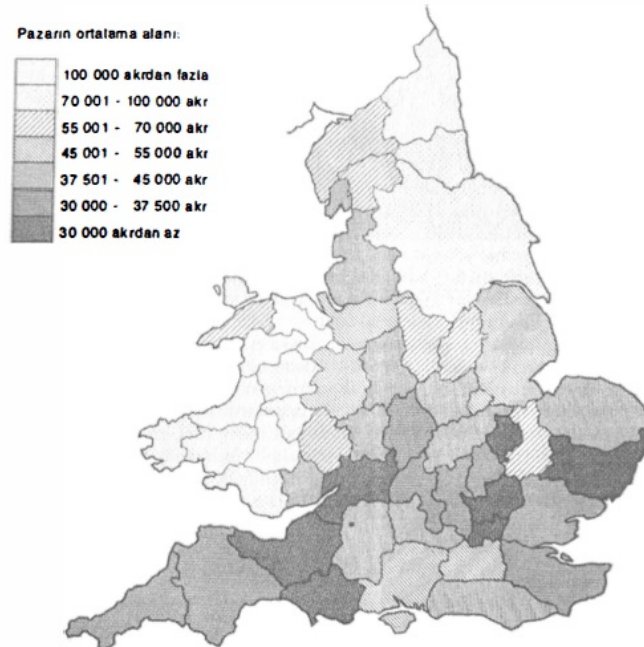 Pazarın ortalama alanı:
100 000 akrdan fazla
70 001 - 100 000 akr
55 001 - 70 000 akr
45 001 - 55 000 akr
37 501 - 45 000 akr
30 000 - 37 500 akr
30 000 akrdan az